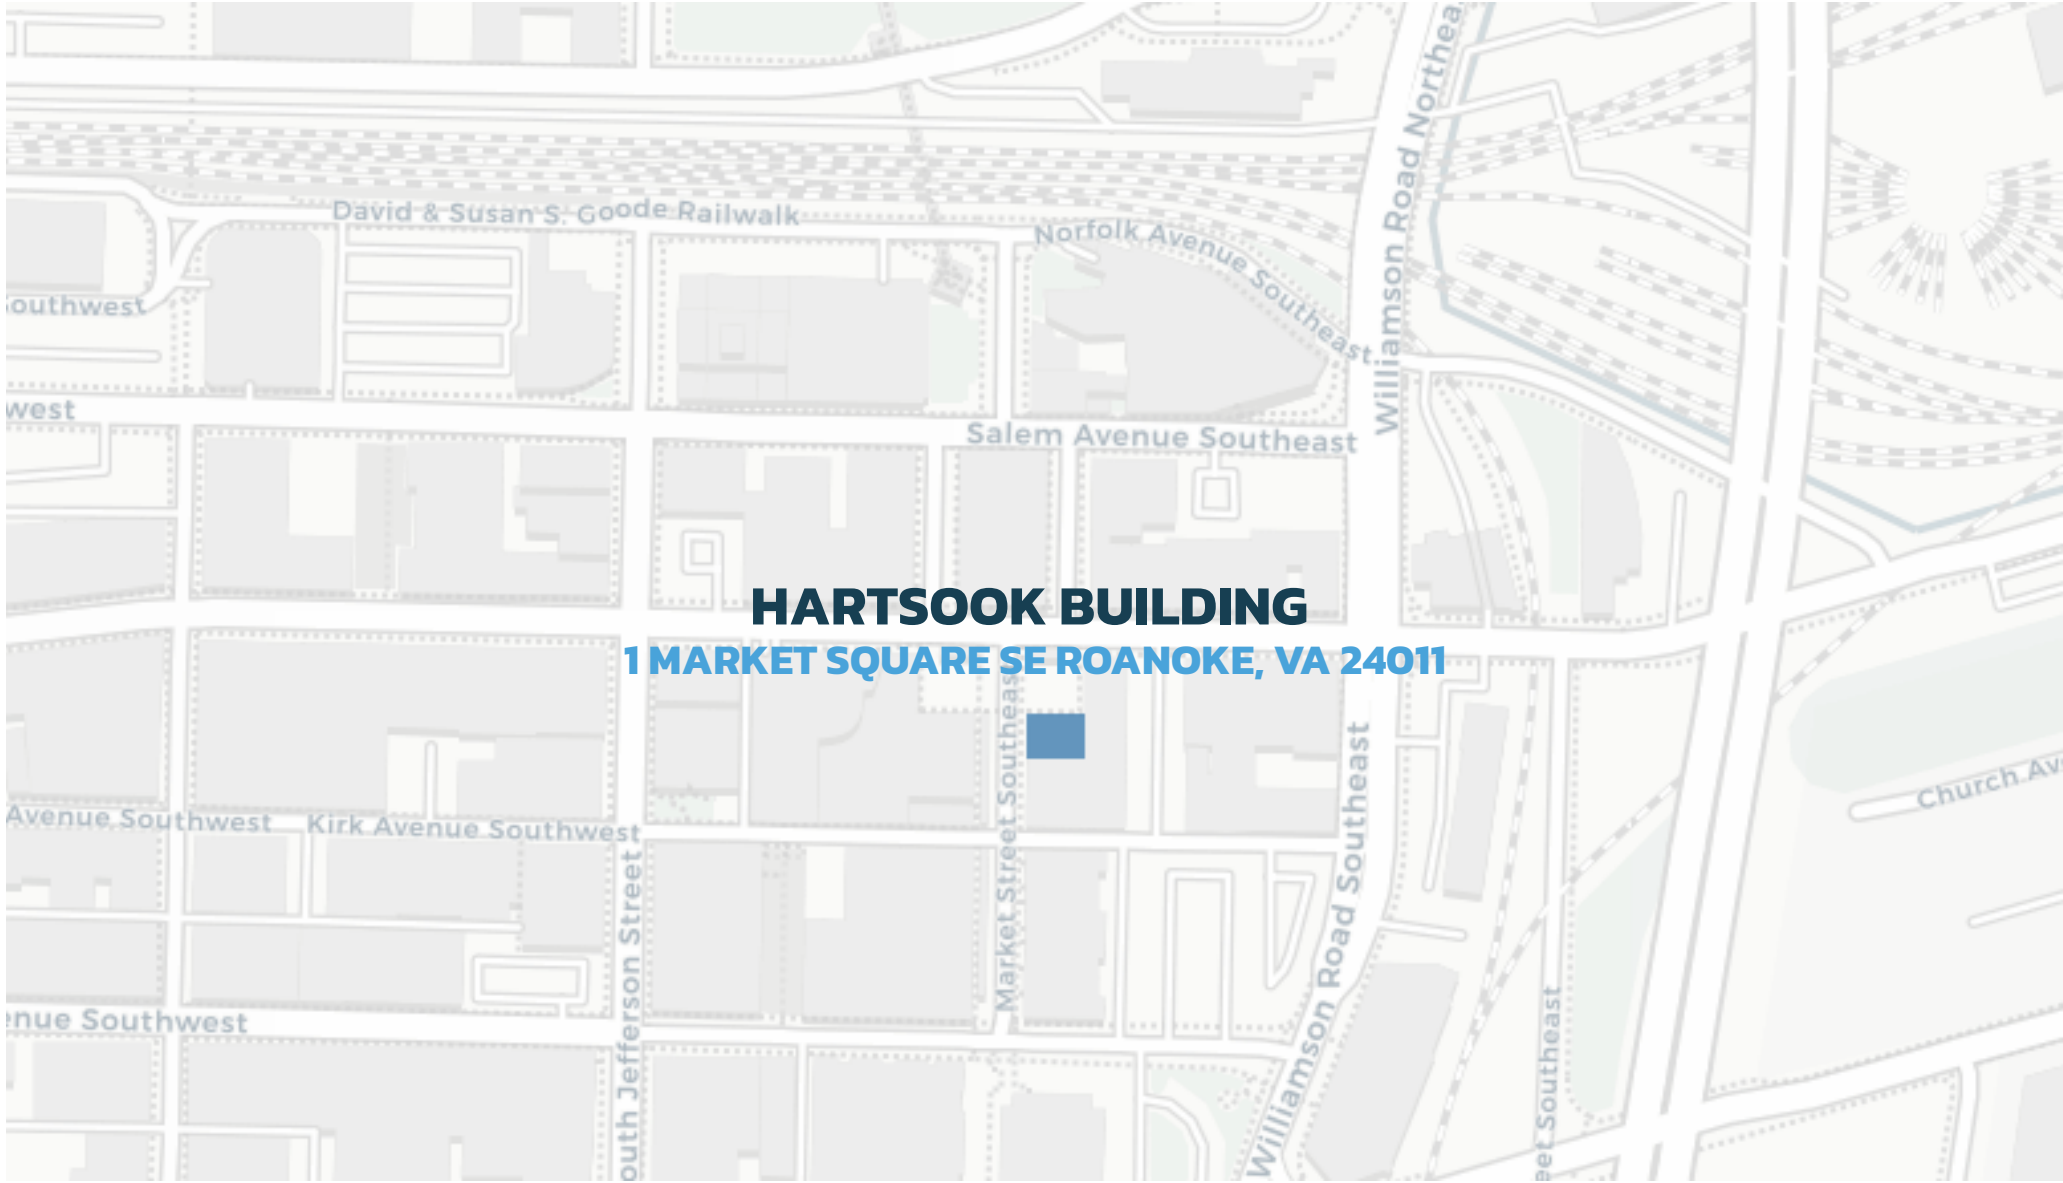 Williamson Road Northea
David & Susan S. Goode Railwalk
Norfolk Avenue Southeast
Southwest
west
Salem Avenue Southeast
HARTSOOK BUILDING
1 MARKET SQUARE SE ROANOKE, VA 24011
Market Street Southeast
Williamson Road Southeast
Church Av
Avenue Southwest
Kirk Avenue Southwest
outh Jefferson Street
enue Southwest
eet Southeast